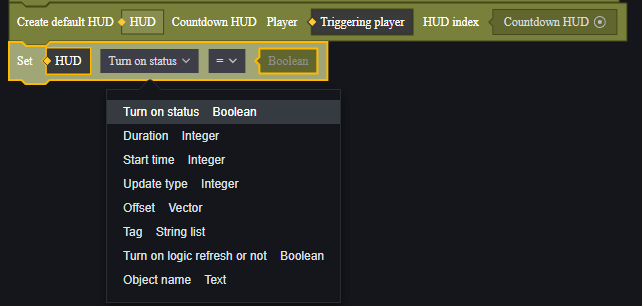 Create default HUD HUD Countdown HUD Player Triggering player HUD index Countdown HUD
Set HUD Turn on status = Boolean
Turn on status Boolean
Duration Integer
Start time Integer
Update type Integer
Offset Vector
Tag String list
Turn on logic refresh or not Boolean
Object name Text